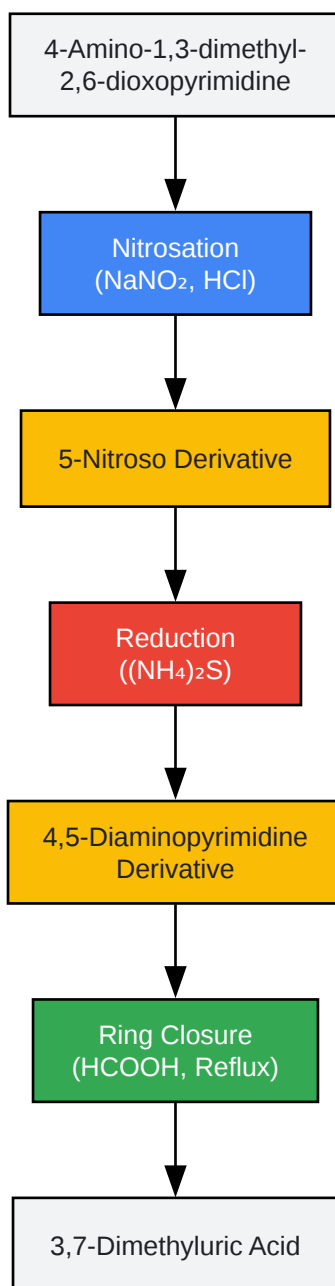 4-Amino-1,3-dimethyl-
2,6-dioxopyrimidine
Nitrosation
(NaNO₂, HCl)
5-Nitroso Derivative
Reduction
((NH₄)₂S)
4,5-Diaminopyrimidine
Derivative
Ring Closure
(HCOOH, Reflux)
3,7-Dimethyluric Acid